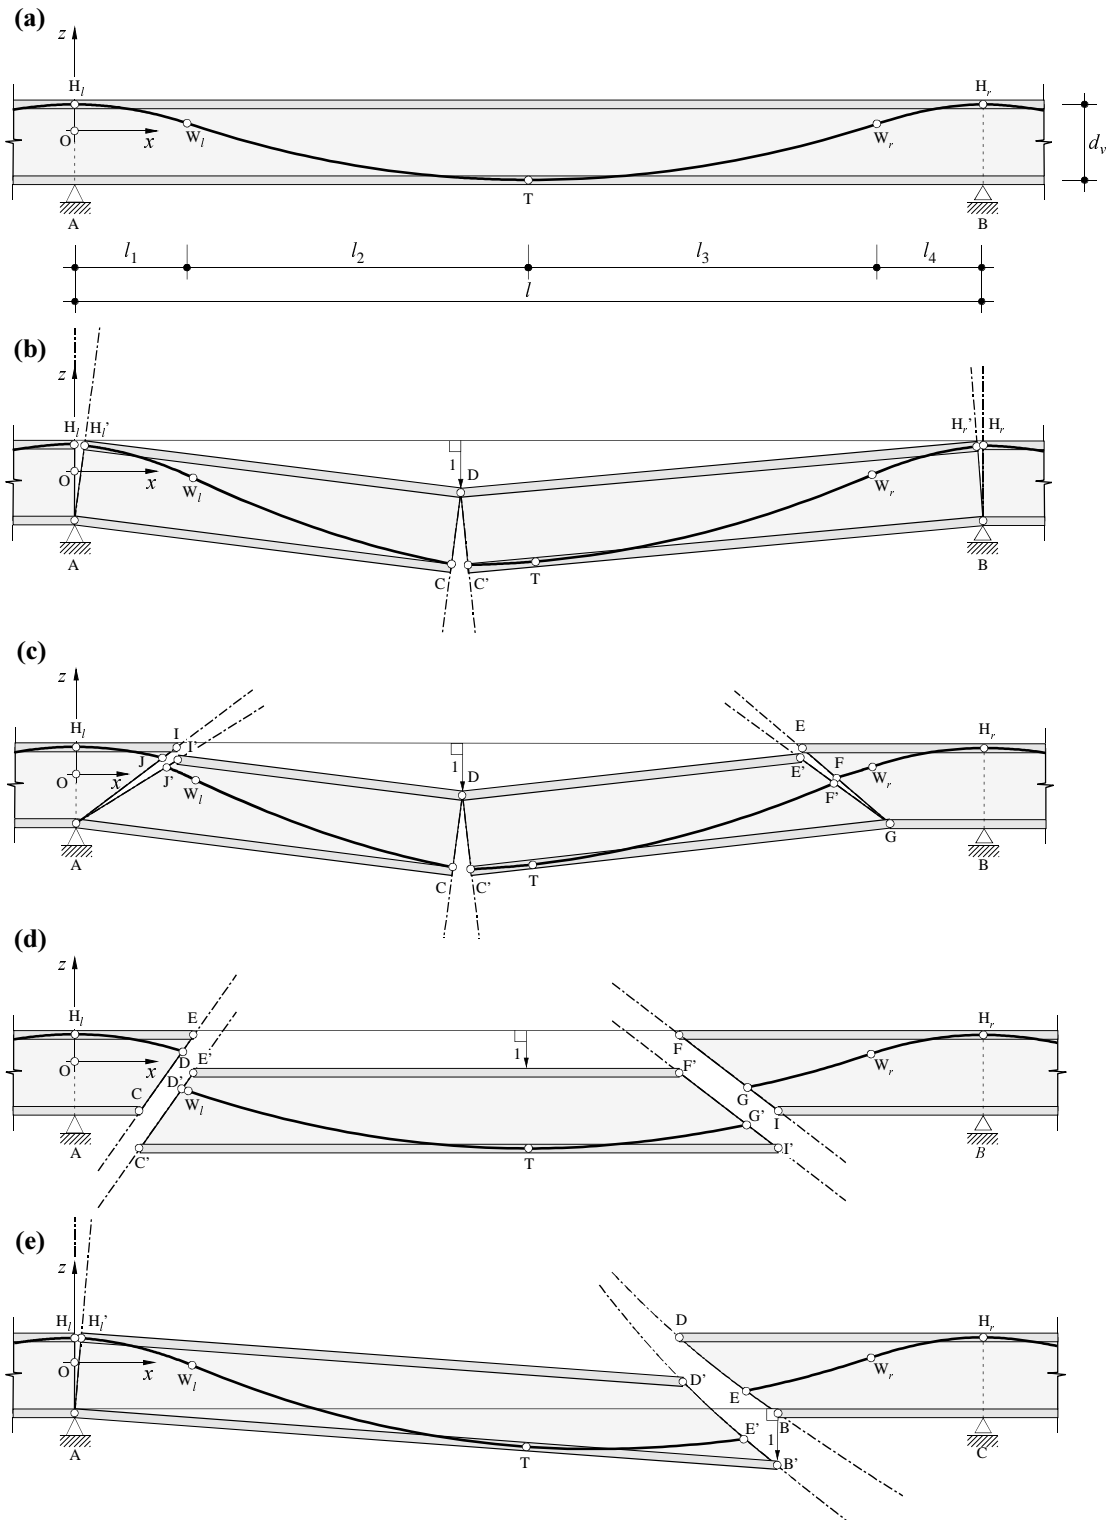 (a)
z
H_l
H_r
O
x
W_l
W_r
d_v
T
A
B
l_1
l_2
l_3
l_4
l
(b)
z
H_l H_l'
H_r' H_r
1
D
O
x
W_l
W_r
A
C C'
T
B
(c)
z
H_l
I
I'
E
H_r
J
1
D
E'
F
O
x
J'
W_l
F'
W_r
A
C C'
T
G
B
(d)
z
H_l
E
H_r
D
E'
1
F
F'
O
x
D'
W_l
W_r
C
G
G'
I
A
C'
T
I'
B
(e)
z
H_l H_l'
D
H_r
O
x
W_l
D'
E
W_r
B
E'
1
A
T
B'
C